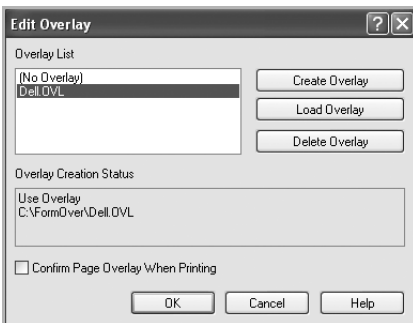 Edit Overlay
Overlay List
(No Overlay)
Dell.OVL
Create Overlay
Load Overlay
Delete Overlay
Overlay Creation Status
Use Overlay
C:\FormOver\Dell.OVL
Confirm Page Overlay When Printing
OK Cancel Help